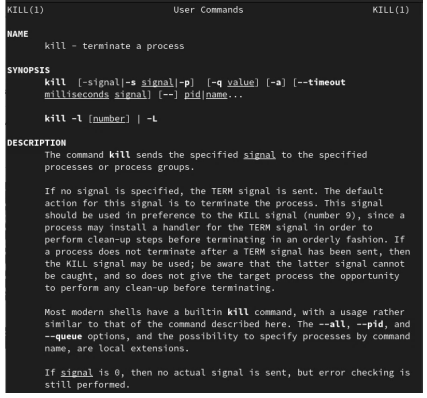 KILL(1) User Commands KILL(1)
NAME
kill - terminate a process
SYNOPSIS
kill [-signal|-s signal|-p] [-q value] [-a] [--timeout
milliseconds signal] [--] pid|name...
kill -l [number] | -L
DESCRIPTION
The command kill sends the specified signal to the specified
processes or process groups.
If no signal is specified, the TERM signal is sent. The default
action for this signal is to terminate the process. This signal
should be used in preference to the KILL signal (number 9), since a
process may install a handler for the TERM signal in order to
perform clean-up steps before terminating in an orderly fashion. If
a process does not terminate after a TERM signal has been sent, then
the KILL signal may be used; be aware that the latter signal cannot
be caught, and so does not give the target process the opportunity
to perform any clean-up before terminating.
Most modern shells have a builtin kill command, with a usage rather
similar to that of the command described here. The --all, --pid, and
--queue options, and the possibility to specify processes by command
name, are local extensions.
If signal is 0, then no actual signal is sent, but error checking is
still performed.